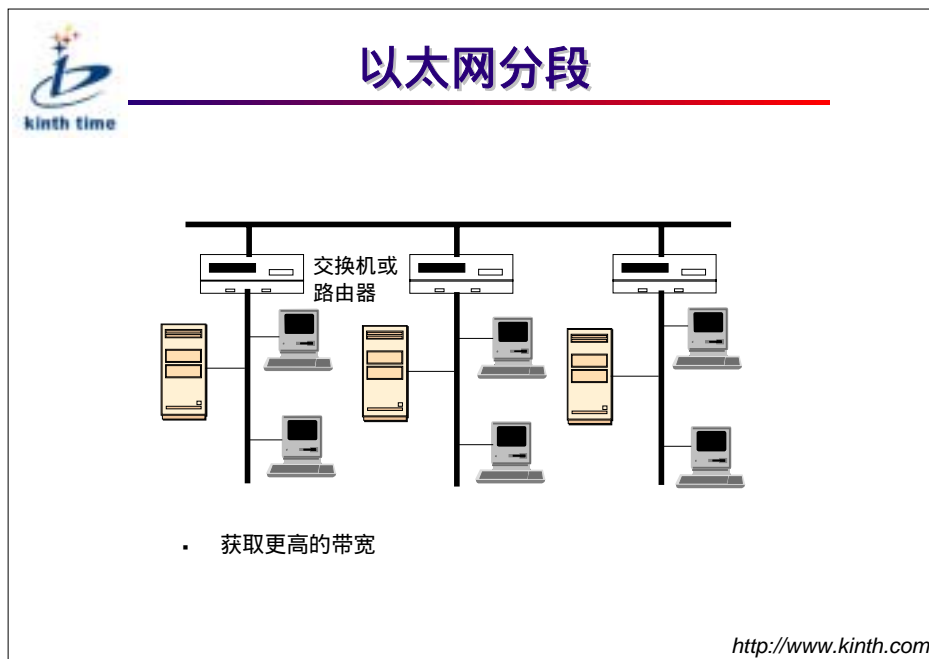 以太网分段
kinth time
交换机或
路由器
▪ 获取更高的带宽
http://www.kinth.com